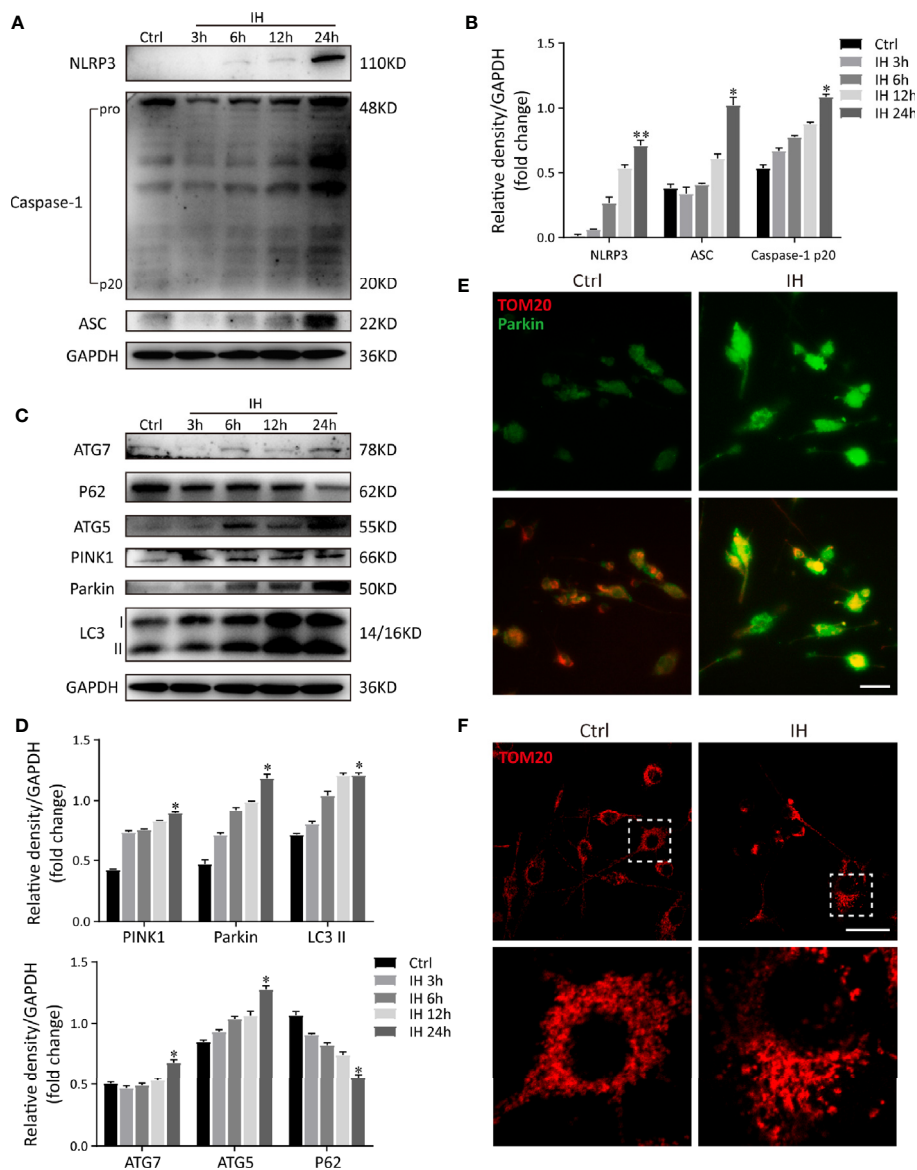 A
IH
Ctrl 3h 6h 12h 24h
NLRP3 110KD
pro 48KD
Caspase-1
p20 20KD
ASC 22KD
GAPDH 36KD
B
Relative density/GAPDH
(fold change)
1.5
1.0
0.5
0.0
** * *
NLRP3 ASC Caspase-1 p20
Ctrl
IH 3h
IH 6h
IH 12h
IH 24h
C
IH
Ctrl 3h 6h 12h 24h
ATG7 78KD
P62 62KD
ATG5 55KD
PINK1 66KD
Parkin 50KD
LC3 I 14/16KD
II
GAPDH 36KD
D
Relative density/GAPDH
(fold change)
1.5
1.0
0.5
0.0
* * *
PINK1 Parkin LC3 II
Relative density/GAPDH
(fold change)
1.5
1.0
0.5
0.0
* * *
ATG7 ATG5 P62
Ctrl
IH 3h
IH 6h
IH 12h
IH 24h
E
Ctrl IH
TOM20
Parkin
F
Ctrl IH
TOM20